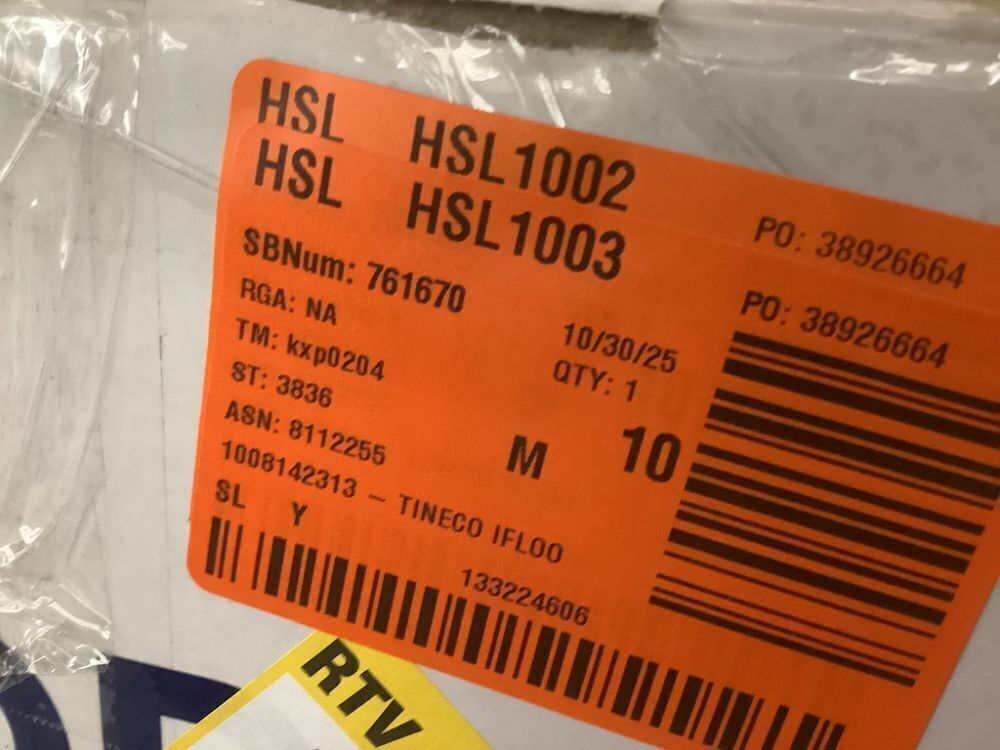 HSL HSL1002
HSL HSL1003
PO: 38926664
PO: 38926664
SBNum: 761670
RGA: NA
10/30/25
TM: kxp0204
QTY: 1
ST: 3836
ASN: 8112255
M 10
1008142313 – TINECO IFLOO
SL Y
133224606
RTV